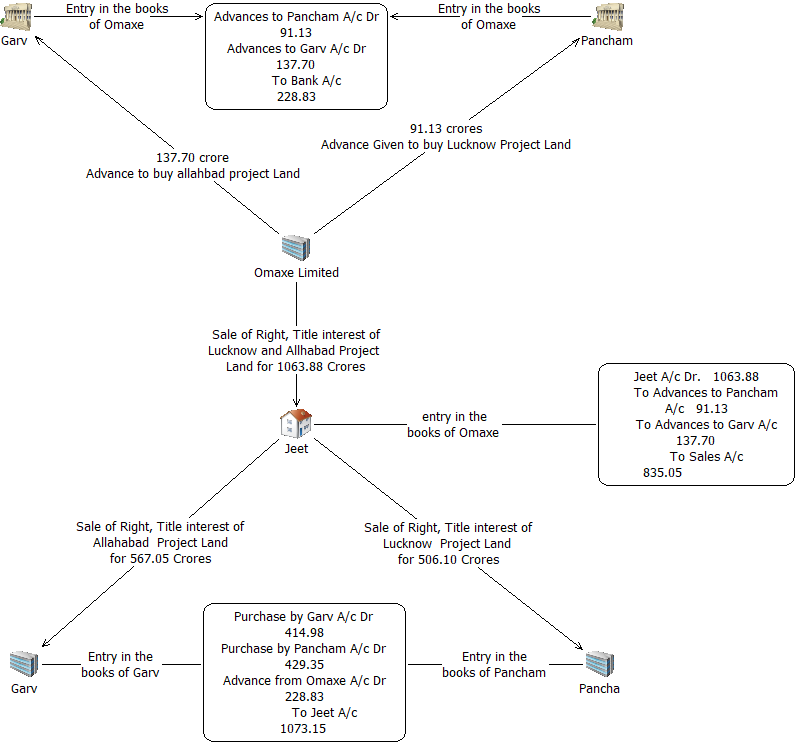 Entry in the books
of Omaxe
Garv
Advances to Pancham A/c Dr
91.13
Advances to Garv A/c Dr
137.70
To Bank A/c
228.83
Entry in the books
of Omaxe
Pancham
137.70 crore
Advance to buy allahbad project Land
91.13 crores
Advance Given to buy Lucknow Project Land
Omaxe Limited
Sale of Right, Title interest of
Lucknow and Allhabad Project
Land for 1063.88 Crores
Jeet
entry in the
books of Omaxe
Jeet A/c Dr. 1063.88
To Advances to Pancham
A/c 91.13
To Advances to Garv A/c
137.70
To Sales A/c
835.05
Sale of Right, Title interest of
Allahabad Project Land
for 567.05 Crores
Sale of Right, Title interest of
Lucknow Project Land
for 506.10 Crores
Garv
Entry in the
books of Garv
Purchase by Garv A/c Dr
414.98
Purchase by Pancham A/c Dr
429.35
Advance from Omaxe A/c Dr
228.83
To Jeet A/c
1073.15
Entry in the
books of Pancham
Pancha